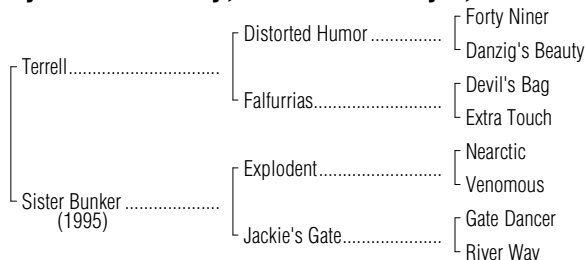 Forty Niner
Distorted Humor...............
Danzig's Beauty
Terrell...............................
Devil's Bag
Falfurrias.........................
Extra Touch
Nearctic
Explodent........................
Venomous
Sister Bunker...................
(1995)
Gate Dancer
Jackie's Gate...................
River Way